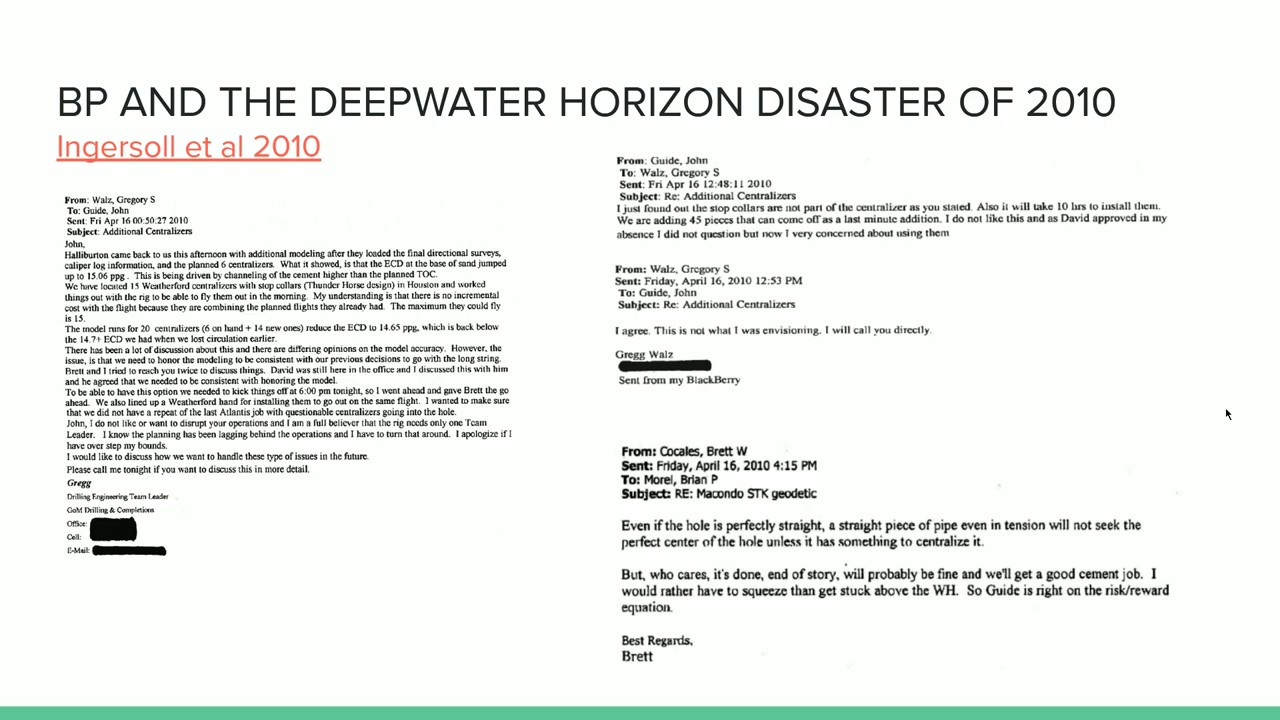 BP AND THE DEEPWATER HORIZON DISASTER OF 2010
Ingersoll et al 2010
From: Walz, Gregory S
To: Guide, John
Sent: Fri Apr 16 00:50:27 2010
Subject: Additional Centralizers
John,
Halliburton came back to us this afternoon with additional modeling after they loaded the final directional surveys,
caliper log information, and the planned 6 centralizers. What it showed, is that the ECD at the base of sand jumped
up to 15.06 ppg . This is being driven by channeling of the cement higher than the planned TOC.
We have located 15 Weatherford centralizers with stop collars (Thunder Horse design) in Houston and worked
things out with the rig to be able to fly them out in the morning. My understanding is that there is no incremental
cost with the flight because they are combining the planned flights they already had. The maximum they could fly
is 15.
The model runs for 20 centralizers (6 on hand + 14 new ones) reduce the ECD to 14.65 ppg, which is back below
the 14.7+ ECD we had when we lost circulation earlier.
There has been a lot of discussion about this and there are differing opinions on the model accuracy. However, the
issue, is that we need to honor the modeling to be consistent with our previous decisions to go with the long string.
Brett and I tried to reach you twice to discuss things. David was still here in the office and I discussed this with him
and he agreed that we needed to be consistent with honoring the model.
To be able to have this option we needed to kick things off at 6:00 pm tonight, so I went ahead and gave Brett the go
ahead. We also lined up a Weatherford hand for installing them to go out on the same flight. I wanted to make sure
that we did not have a repeat of the last Atlantis job with questionable centralizers going into the hole.
John, I do not like or want to disrupt your operations and I am a full believer that the rig needs only one Team
Leader. I know the planning has been lagging behind the operations and I have to turn that around. I apologize if I
have over step my bounds.
I would like to discuss how we want to handle these type of issues in the future.
Please call me tonight if you want to discuss this in more detail.
Gregg
Drilling Engineering Team Leader
GoM Drilling & Completions
Office:
Cell:
E-Mail:
From: Guide, John
To: Walz, Gregory S
Sent: Fri Apr 16 12:48:11 2010
Subject: Re: Additional Centralizers
I just found out the stop collars are not part of the centralizer as you stated. Also it will take 10 hrs to install them.
We are adding 45 pieces that can come off as a last minute addition. I do not like this and as David approved in my
absence I did not question but now I very concerned about using them
From: Walz, Gregory S
Sent: Friday, April 16, 2010 12:53 PM
To: Guide, John
Subject: Re: Additional Centralizers
I agree. This is not what I was envisioning. I will call you directly.
Gregg Walz
Sent from my BlackBerry
From: Cocales, Brett W
Sent: Friday, April 16, 2010 4:15 PM
To: Morel, Brian P
Subject: RE: Macondo STK geodetic
Even if the hole is perfectly straight, a straight piece of pipe even in tension will not seek the
perfect center of the hole unless it has something to centralize it.
But, who cares, it's done, end of story, will probably be fine and we'll get a good cement job. I
would rather have to squeeze than get stuck above the WH. So Guide is right on the risk/reward
equation.
Best Regards,
Brett